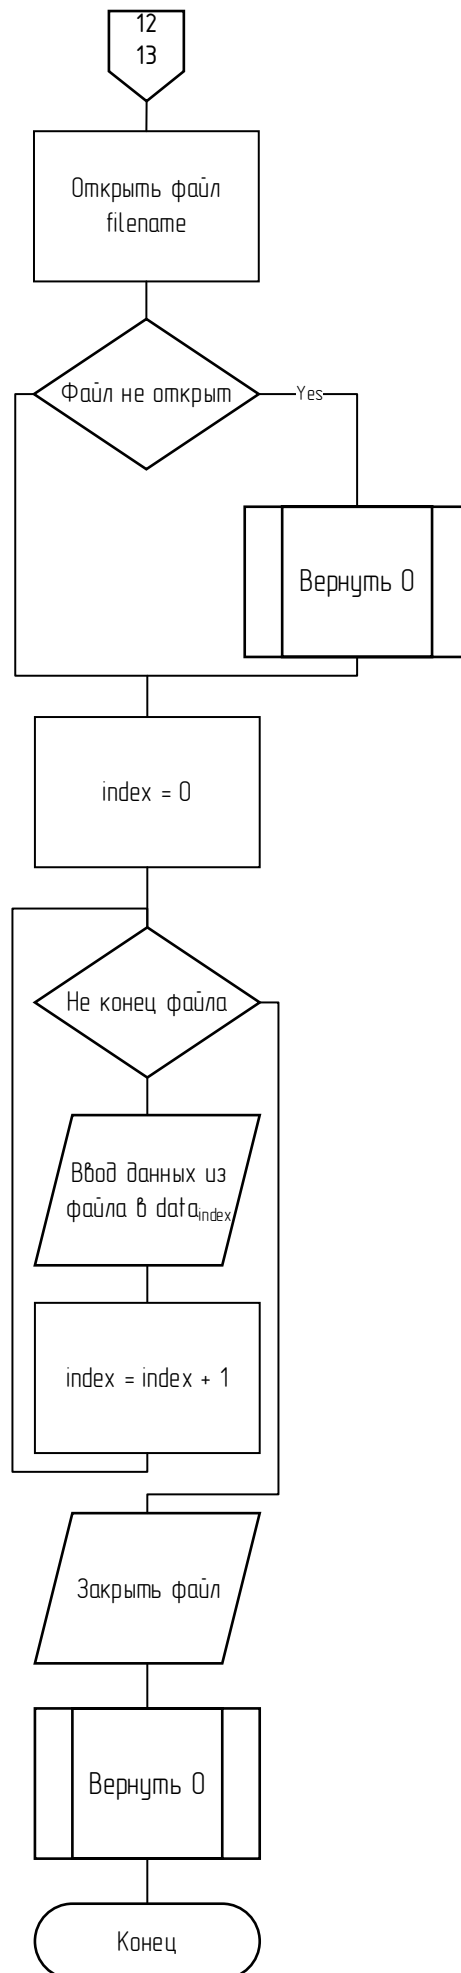 12
13
Открыть файл
filename
Файл не открыт
Yes
Вернуть 0
index = 0
Не конец файла
Ввод данных из
файла в dataindex
index = index + 1
Закрыть файл
Вернуть 0
Конец